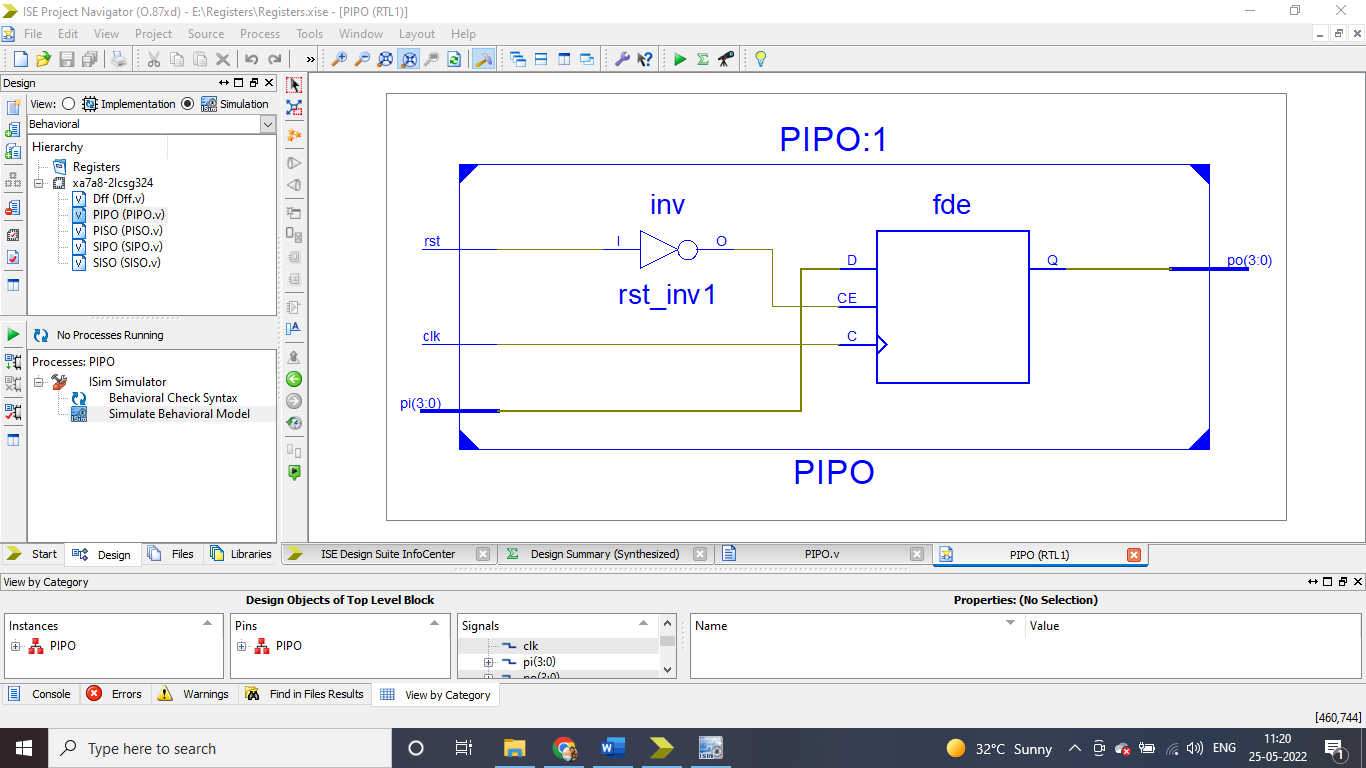 ISE Project Navigator (O.87xd) - E:\Registers\Registers.xise - [PIPO (RTL1)]
File Edit View Project Source Process Tools Window Layout Help
Design
View: Implementation Simulation
Behavioral
Hierarchy
Registers
xa7a8-2lcsg324
Dff (Dff.v)
PIPO (PIPO.v)
PISO (PISO.v)
SIPO (SIPO.v)
SISO (SISO.v)
No Processes Running
Processes: PIPO
ISim Simulator
Behavioral Check Syntax
Simulate Behavioral Model
Start Design Files Libraries
PIPO:1
inv
fde
rst
I
O
D
Q
po(3:0)
rst_inv1
CE
clk
C
pi(3:0)
PIPO
ISE Design Suite InfoCenter
Design Summary (Synthesized)
PIPO.v
PIPO (RTL1)
View by Category
Design Objects of Top Level Block
Properties: (No Selection)
Instances
PIPO
Pins
PIPO
Signals
clk
pi(3:0)
po(3:0)
Name Value
Console Errors Warnings Find in Files Results View by Category
[460,744]
Type here to search
32°C Sunny
ENG
11:20
25-05-2022
1